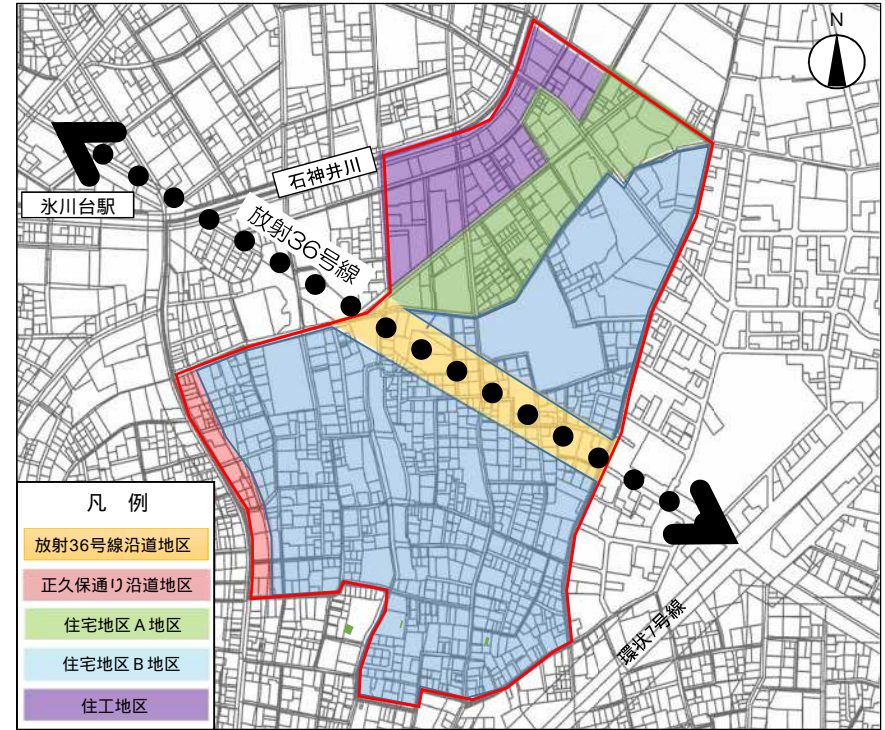 N
石神井川
氷川台駅
放射36号線
環状7号線
凡 例
放射36号線沿道地区
正久保通り沿道地区
住宅地区A地区
住宅地区B地区
住工地区